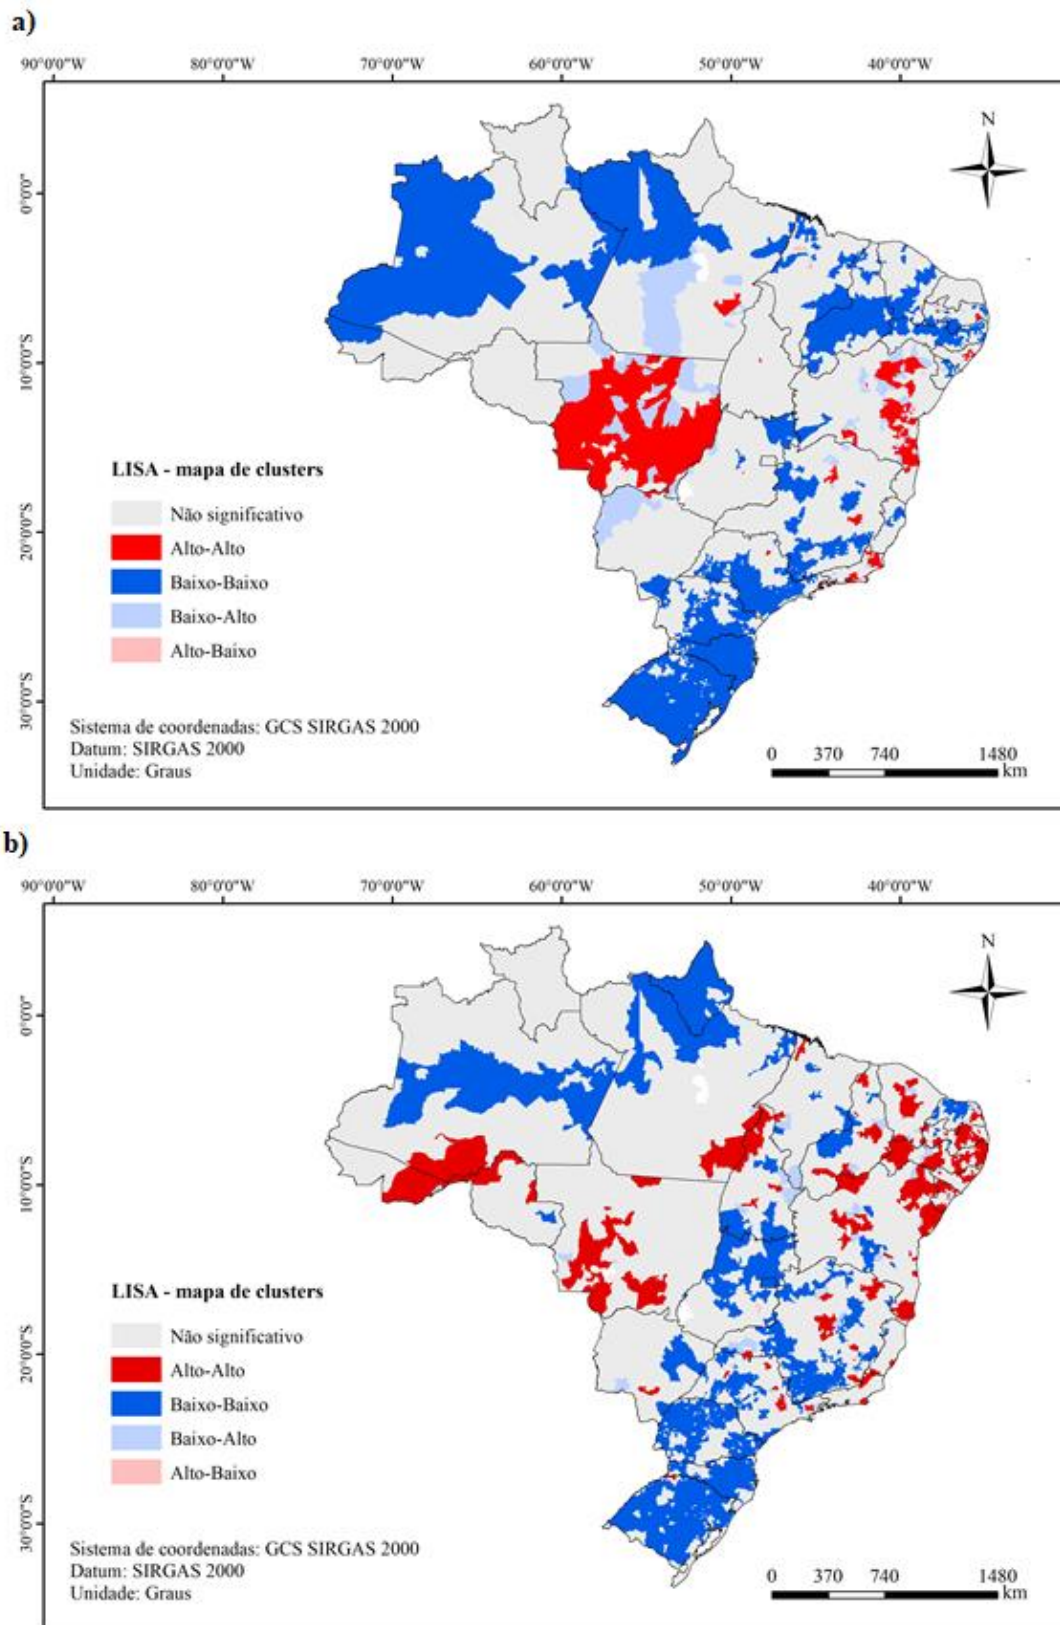 a)
90°0'0"W 80°0'0"W 70°0'0"W 60°0'0"W 50°0'0"W 40°0'0"W
N
0°0'0"
10°0'0"S
20°0'0"S
30°0'0"S
LISA - mapa de clusters
Não significativo
Alto-Alto
Baixo-Baixo
Baixo-Alto
Alto-Baixo
Sistema de coordenadas: GCS SIRGAS 2000
Datum: SIRGAS 2000
Unidade: Graus
0 370 740 1480
km
b)
90°0'0"W 80°0'0"W 70°0'0"W 60°0'0"W 50°0'0"W 40°0'0"W
N
0°0'0"
10°0'0"S
20°0'0"S
30°0'0"S
LISA - mapa de clusters
Não significativo
Alto-Alto
Baixo-Baixo
Baixo-Alto
Alto-Baixo
Sistema de coordenadas: GCS SIRGAS 2000
Datum: SIRGAS 2000
Unidade: Graus
0 370 740 1480
km